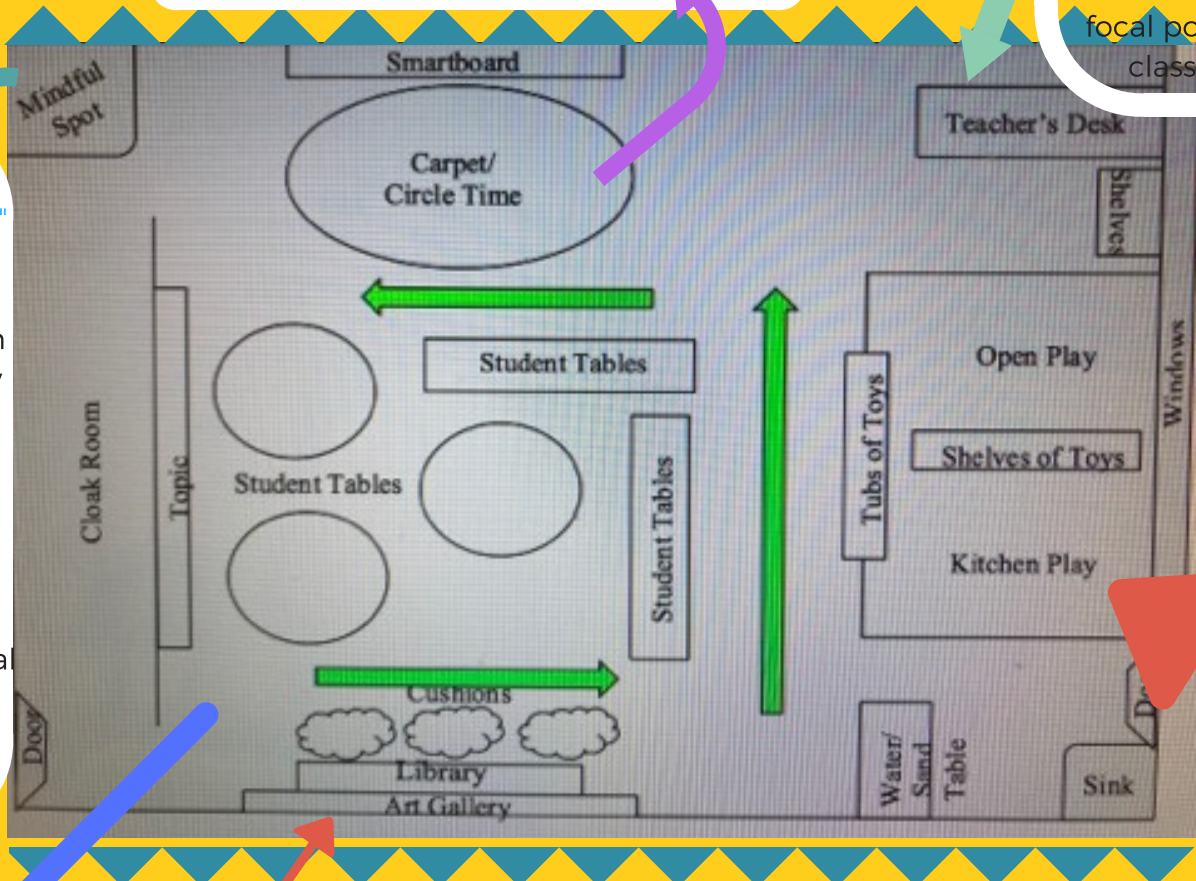 focal
class
Smartboard
Mindful
Spot
Teacher's Desk
Carpet/
Circle Time
Shelves
Student Tables
Open Play
Windows
Tubs of Toys
Shelves of Toys
Cloak Room
Topic
Student Tables
Student Tables
Kitchen Play
Cushions
Door
Library
Art Gallery
Water/
Sand
Table
Sink